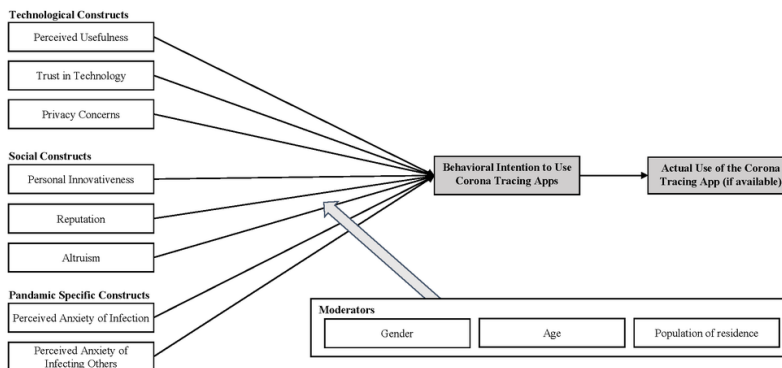 Technological Constructs
Perceived Usefulness
Trust in Technology
Privacy Concerns
Social Constructs
Personal Innovativeness
Reputation
Altruism
Pandamic Specific Constructs
Perceived Anxiety of Infection
Perceived Anxiety of
Infecting Others
Behavioral Intention to Use
Corona Tracing Apps
Actual Use of the Corona
Tracing App (if available)
Moderators
Gender
Age
Population of residence